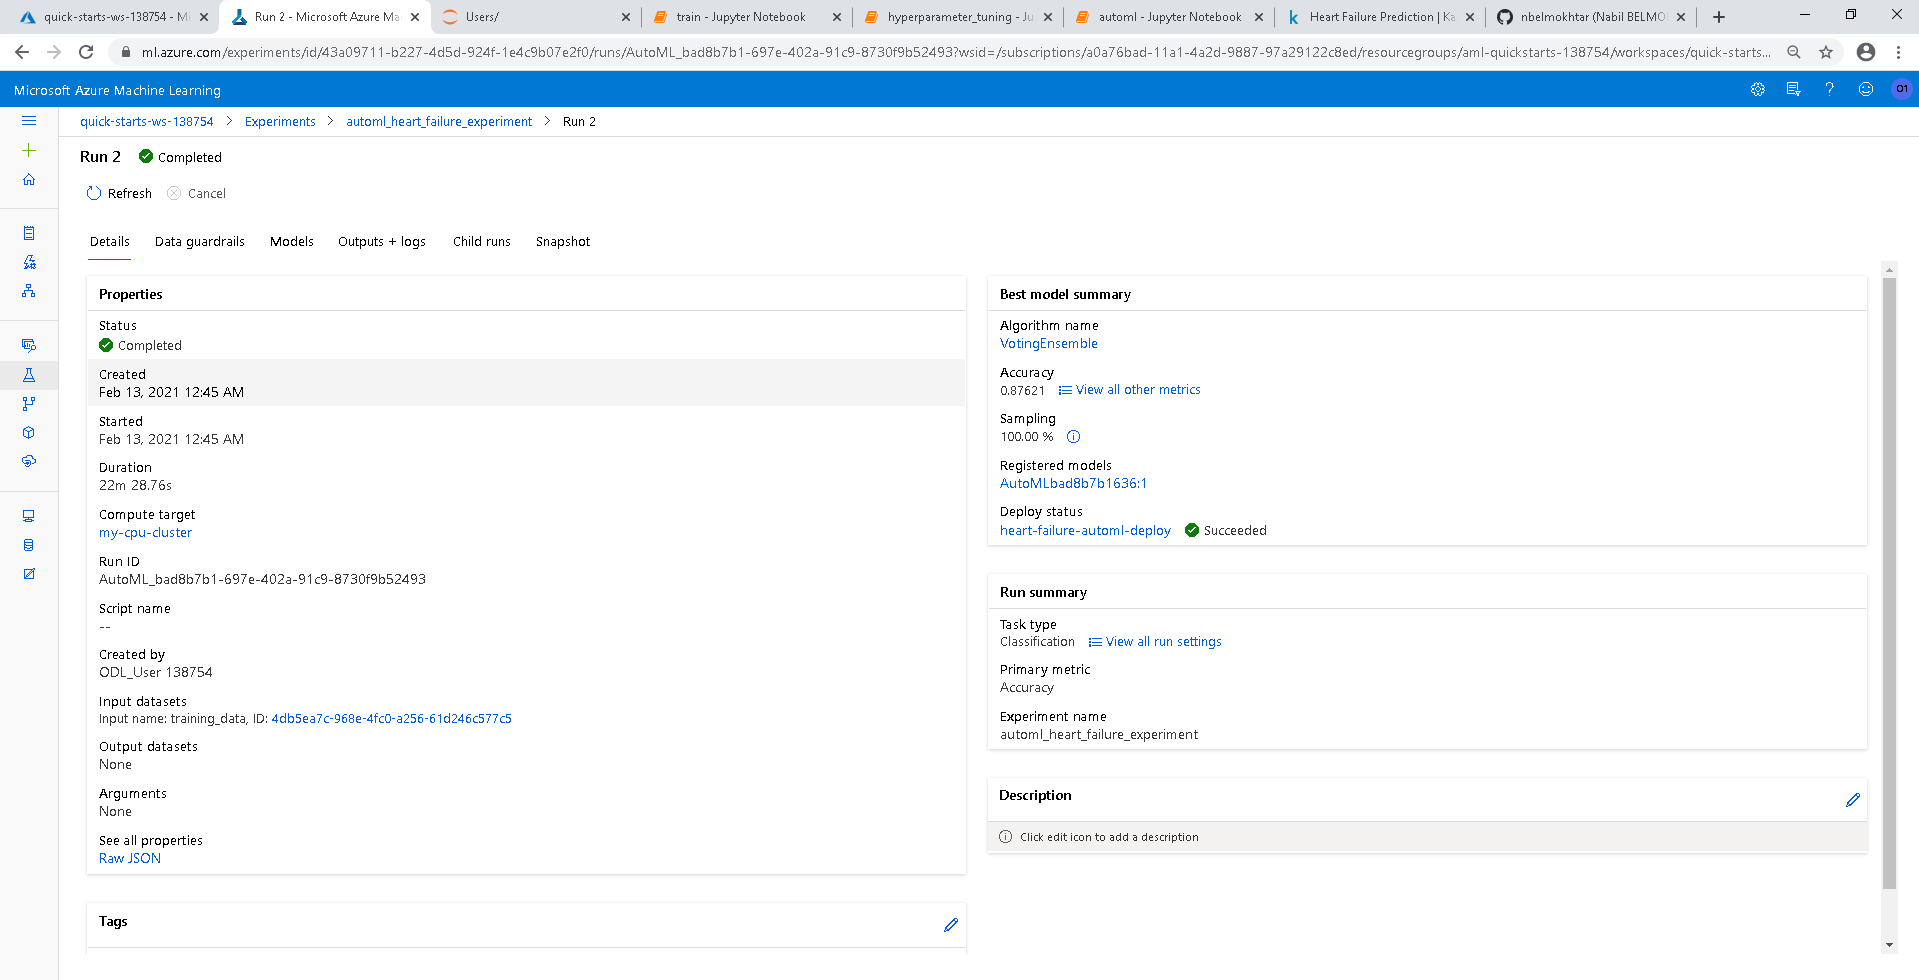 quick-starts-ws-138754 - Mi
Run 2 - Microsoft Azure Ma
Users/
train - Jupyter Notebook
hyperparameter_tuning - Ju
automl - Jupyter Notebook
Heart Failure Prediction | Ka
nbelmokhtar (Nabil BELMO
ml.azure.com/experiments/id/43a09711-b227-4d5d-924f-1e4c9b07e2f0/runs/AutoML_bad8b7b1-697e-402a-91c9-8730f9b52493?wsid=/subscriptions/a0a76bad-11a1-4a2d-9887-97a29122c8ed/resourcegroups/aml-quickstarts-138754/workspaces/quick-starts...
Microsoft Azure Machine Learning
O1
quick-starts-ws-138754 > Experiments > automl_heart_failure_experiment > Run 2
Run 2 Completed
Refresh Cancel
Details Data guardrails Models Outputs + logs Child runs Snapshot
Properties
Status
Completed
Created
Feb 13, 2021 12:45 AM
Started
Feb 13, 2021 12:45 AM
Duration
22m 28.76s
Compute target
my-cpu-cluster
Run ID
AutoML_bad8b7b1-697e-402a-91c9-8730f9b52493
Script name
--
Created by
ODL_User 138754
Input datasets
Input name: training_data, ID: 4db5ea7c-968e-4fc0-a256-61d246c577c5
Output datasets
None
Arguments
None
See all properties
Raw JSON
Tags
Best model summary
Algorithm name
VotingEnsemble
Accuracy
0.87621 View all other metrics
Sampling
100.00 %
Registered models
AutoMLbad8b7b1636:1
Deploy status
heart-failure-automl-deploy Succeeded
Run summary
Task type
Classification View all run settings
Primary metric
Accuracy
Experiment name
automl_heart_failure_experiment
Description
Click edit icon to add a description